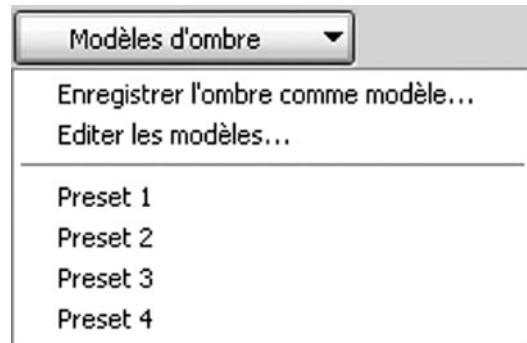 Modèles d'ombre
Enregistrer l'ombre comme modèle...
Editer les modèles...
Preset 1
Preset 2
Preset 3
Preset 4